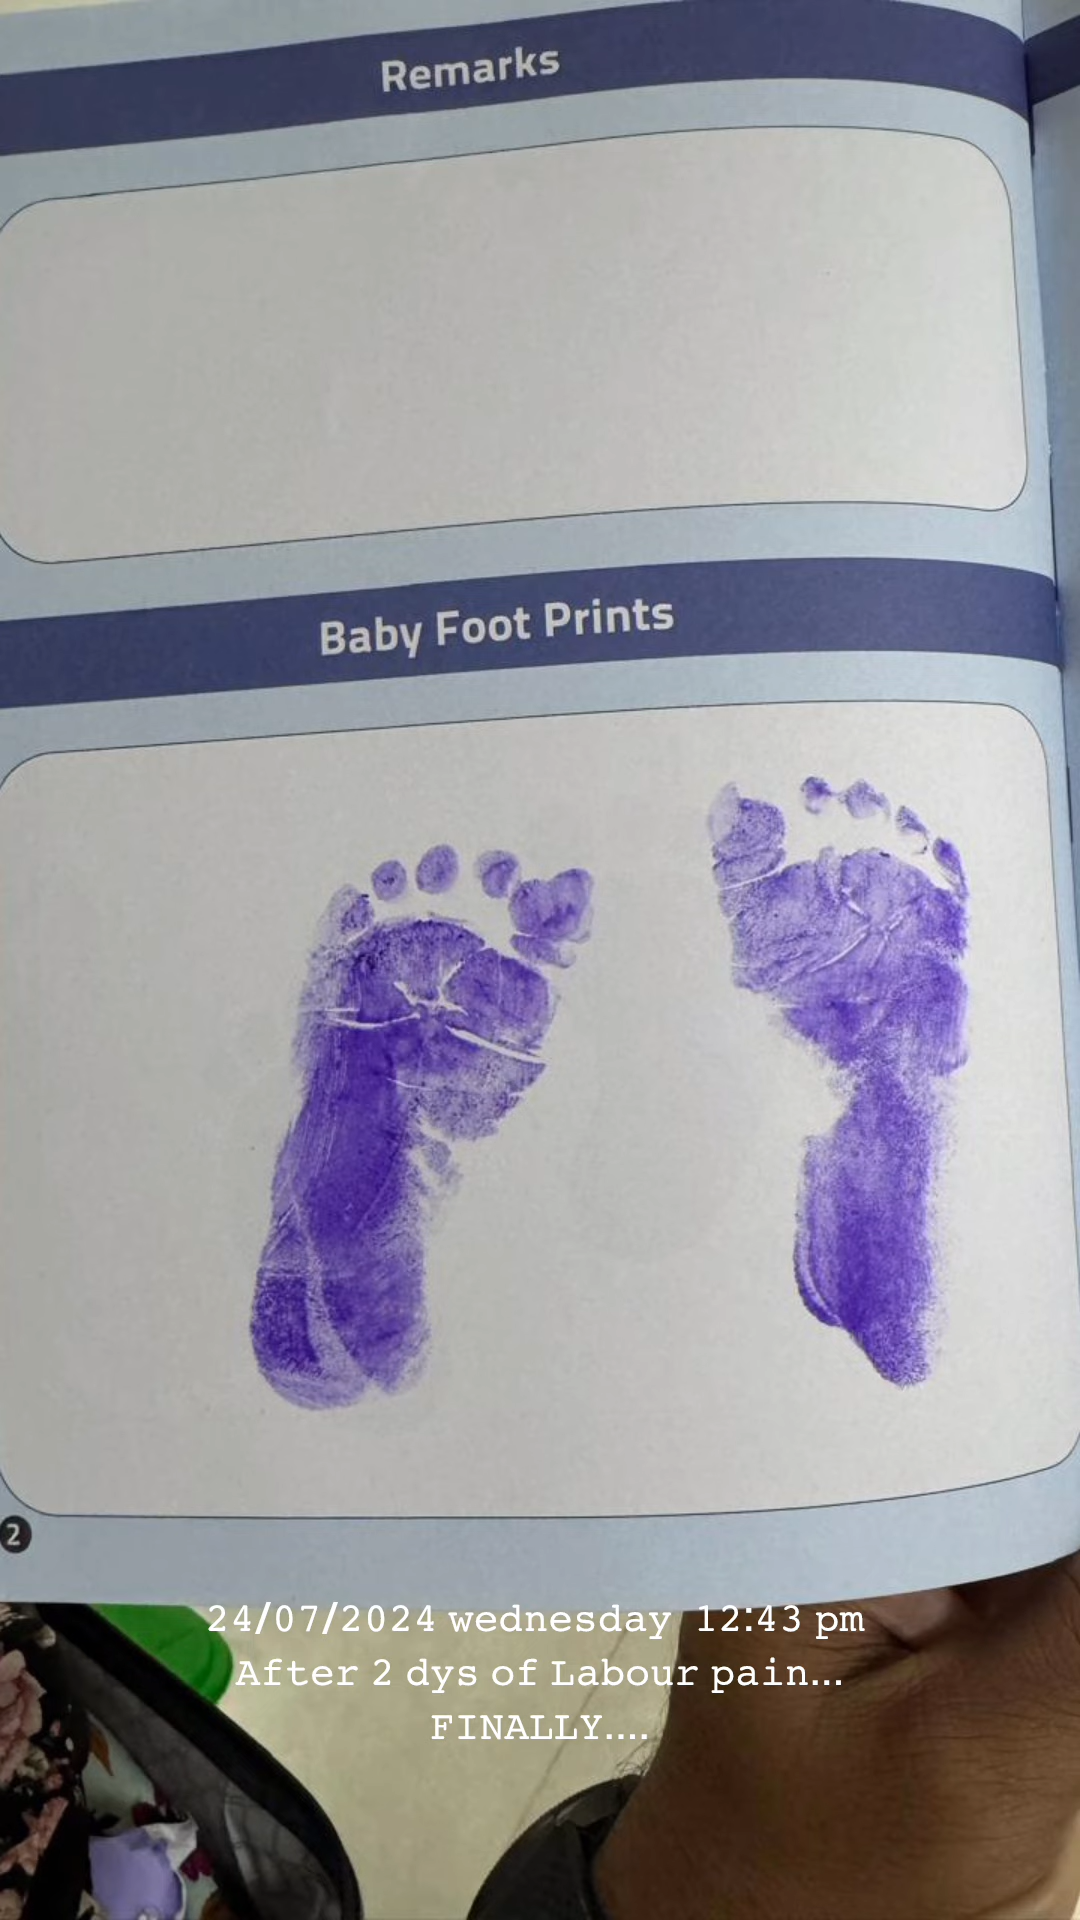 Remarks
Baby Foot Prints
2
24/07/2024 wednesday 12:43 pm
After 2 dys of Labour pain...
FINALLY....